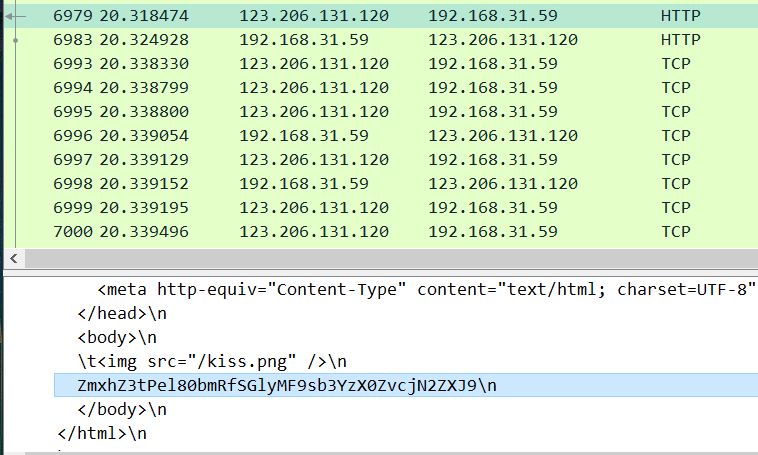 6979 20.318474 123.206.131.120 192.168.31.59 HTTP
6983 20.324928 192.168.31.59 123.206.131.120 HTTP
6993 20.338330 123.206.131.120 192.168.31.59 TCP
6994 20.338799 123.206.131.120 192.168.31.59 TCP
6995 20.338800 123.206.131.120 192.168.31.59 TCP
6996 20.339054 192.168.31.59 123.206.131.120 TCP
6997 20.339129 123.206.131.120 192.168.31.59 TCP
6998 20.339152 192.168.31.59 123.206.131.120 TCP
6999 20.339195 123.206.131.120 192.168.31.59 TCP
7000 20.339496 123.206.131.120 192.168.31.59 TCP
<meta http-equiv="Content-Type" content="text/html; charset=UTF-8"
</head>\n
<body>\n
\t<img src="/kiss.png" />\n
ZmxhZ3tPel80bmRfSGlyMF9sb3YzX0ZvcjN2ZXJ9\n
</body>\n
</html>\n